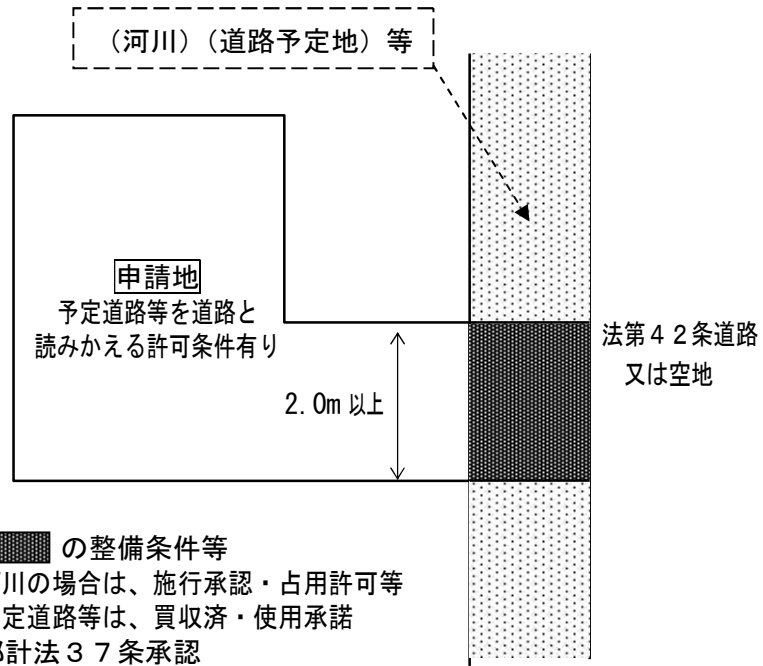 （河川）（道路予定地）等
申請地
予定道路等を道路と
読みかえる許可条件有り
2.0m以上
法第４２条道路
又は空地
の整備条件等
川の場合は、施行承認・占用許可等
定道路等は、買収済・使用承諾
計法３７条承認